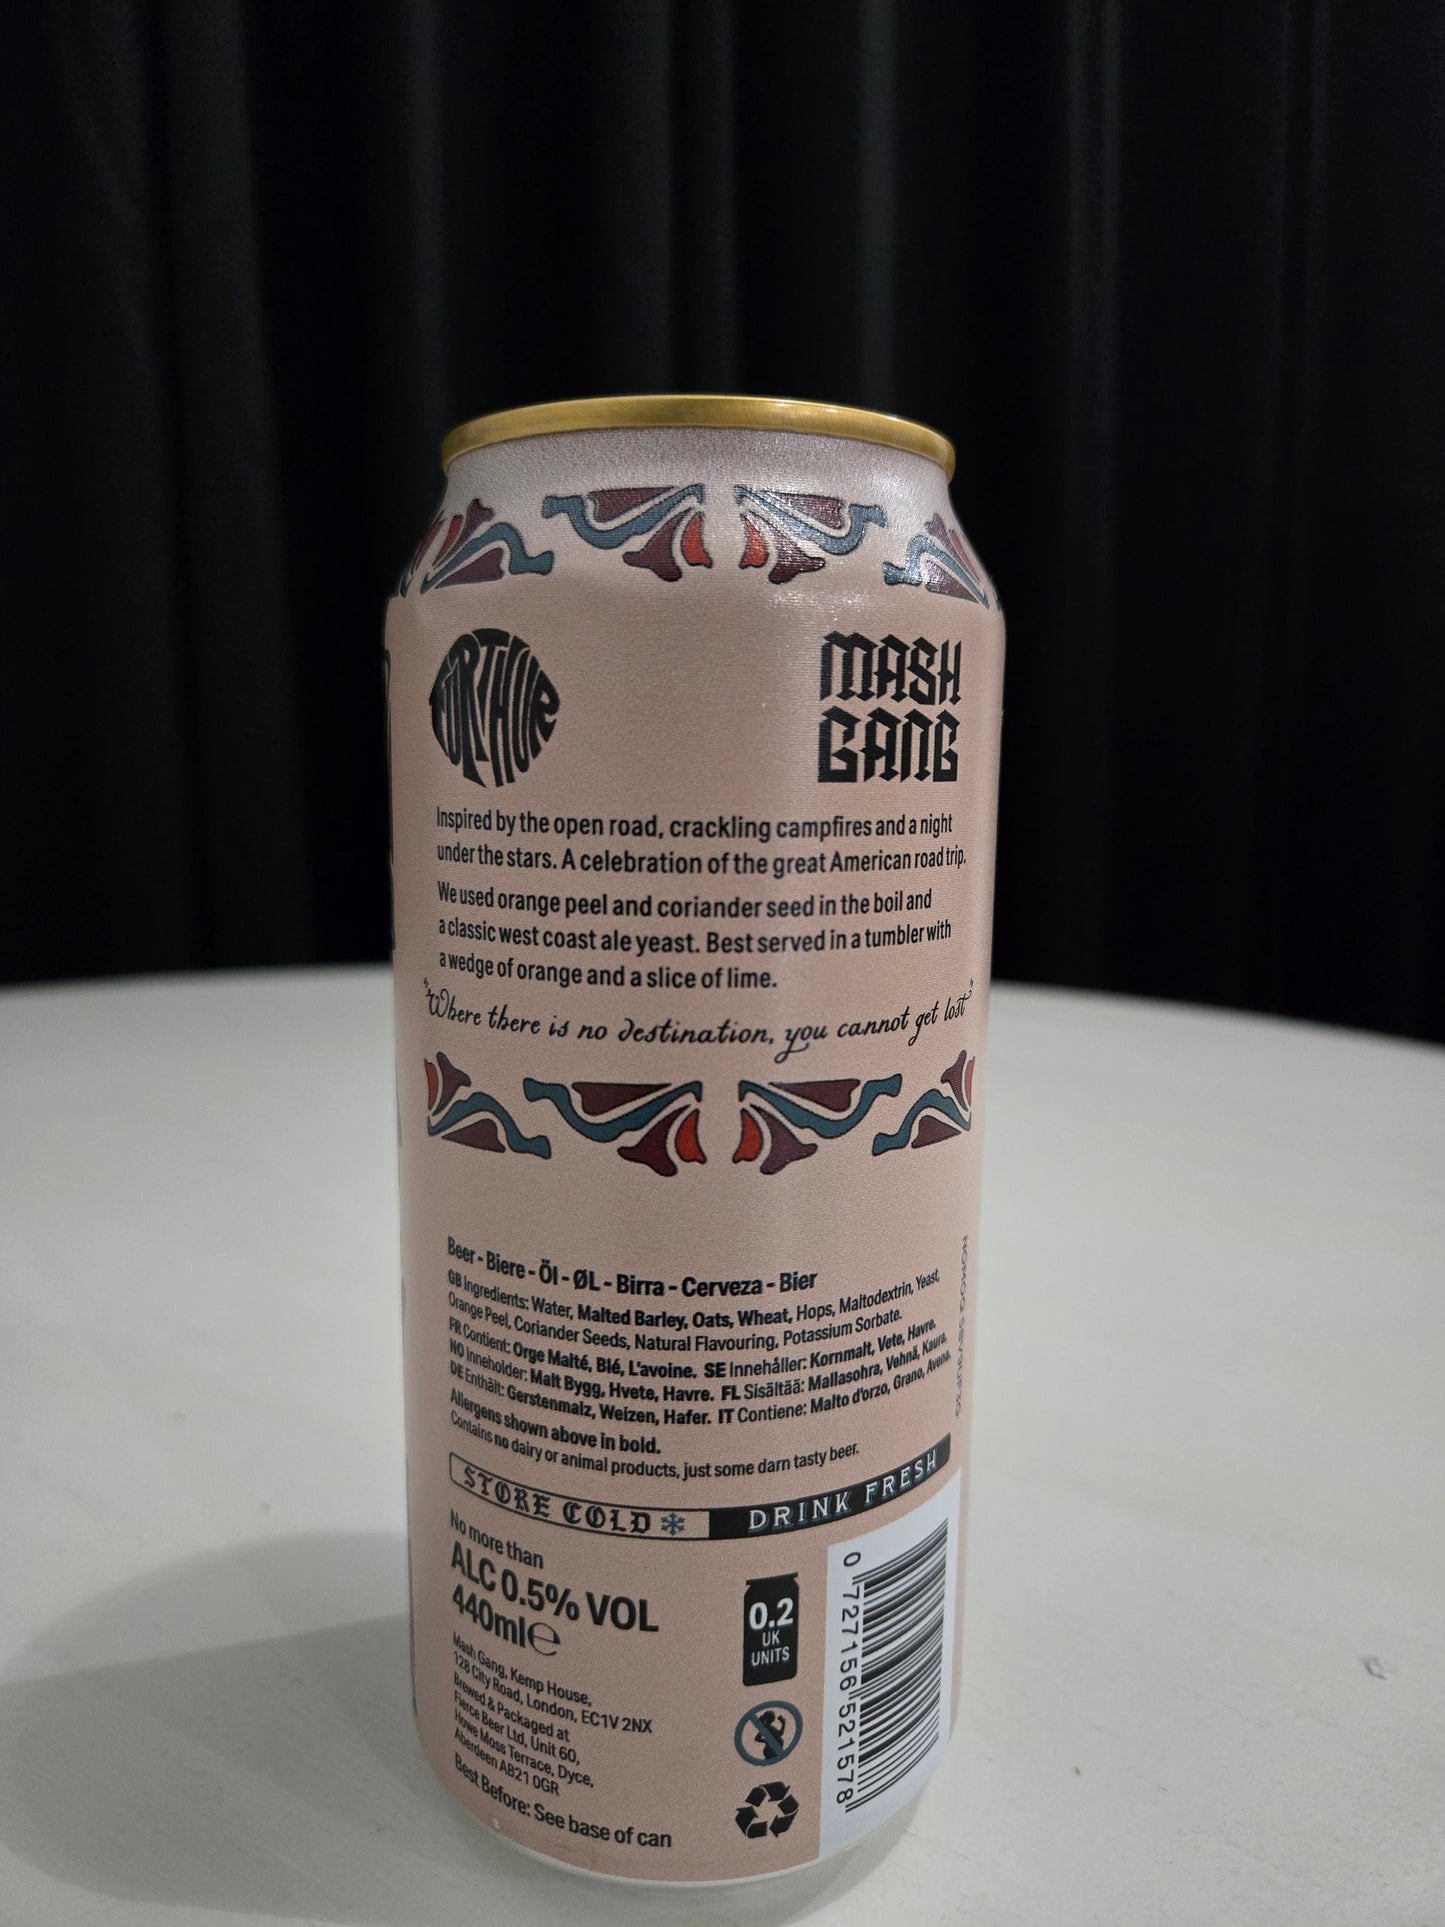 FURTHUR
MASH
GANG
Inspired by the open road, crackling campfires and a night
under the stars. A celebration of the great American road trip.
We used orange peel and coriander seed in the boil and
a classic west coast ale yeast. Best served in a tumbler with
a wedge of orange and a slice of lime.
"Where there is no destination, you cannot get lost"
Beer - Biere - Öl - ØL - Birra - Cerveza - Bier
GB Ingredients: Water, Malted Barley, Oats, Wheat, Hops, Maltodextrin, Yeast,
Orange Peel, Coriander Seeds, Natural Flavouring, Potassium Sorbate.
FR Contient: Orge Malté, Blé, L'avoine. SE Innehåller: Kornmalt, Vete, Havre.
NO Inneholder: Malt Bygg, Hvete, Havre. FL Sisältää: Mallasohra, Vehnä, Kaura.
DE Enthält: Gerstenmalz, Weizen, Hafer. IT Contiene: Malto d'orzo, Grano, Avena.
Allergens shown above in bold.
Contains no dairy or animal products, just some darn tasty beer.
STORE COLD DRINK FRESH
No more than
ALC 0.5% VOL
440ml℮
Mash Gang, Kemp House,
128 City Road, London, EC1V 2NX
Brewed & Packaged at
Fierce Beer Ltd, Unit 60,
Howe Moss Terrace, Dyce,
Aberdeen AB21 0GR
Best Before: See base of can
0.2
UK
UNITS
0 727156 521578